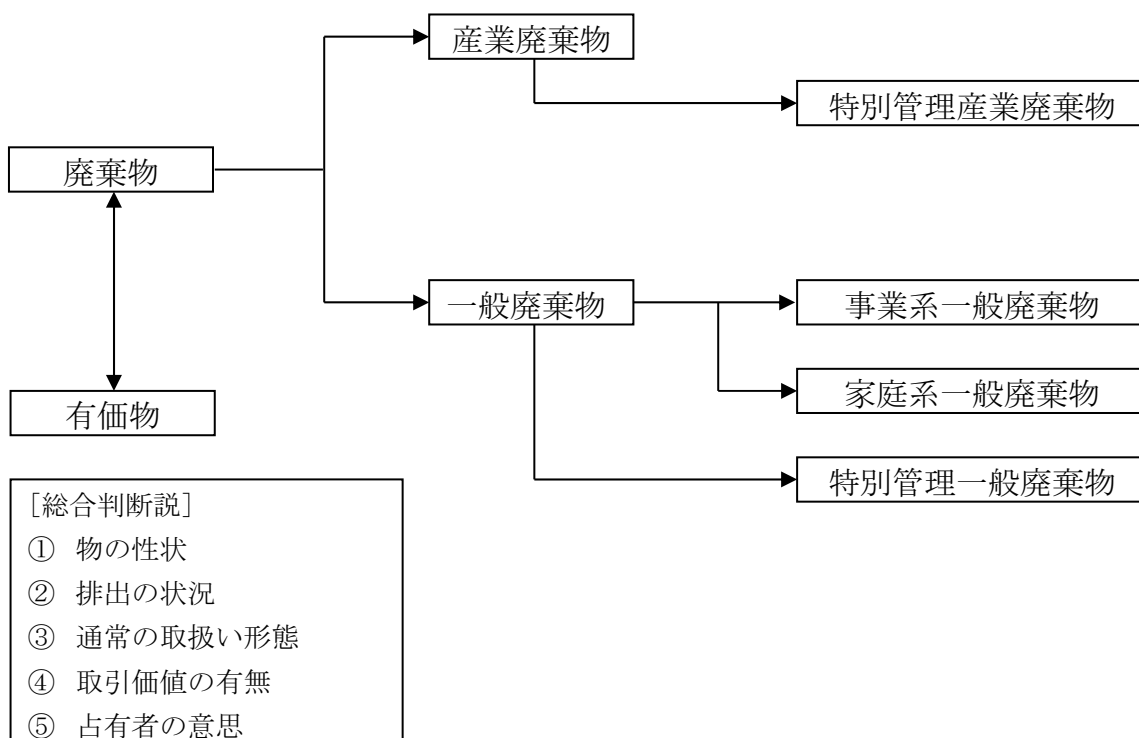 産業廃棄物
特別管理産業廃棄物
廃棄物
一般廃棄物
事業系一般廃棄物
家庭系一般廃棄物
有価物
特別管理一般廃棄物
［総合判断説］
① 物の性状
② 排出の状況
③ 通常の取扱い形態
④ 取引価値の有無
⑤ 占有者の意思